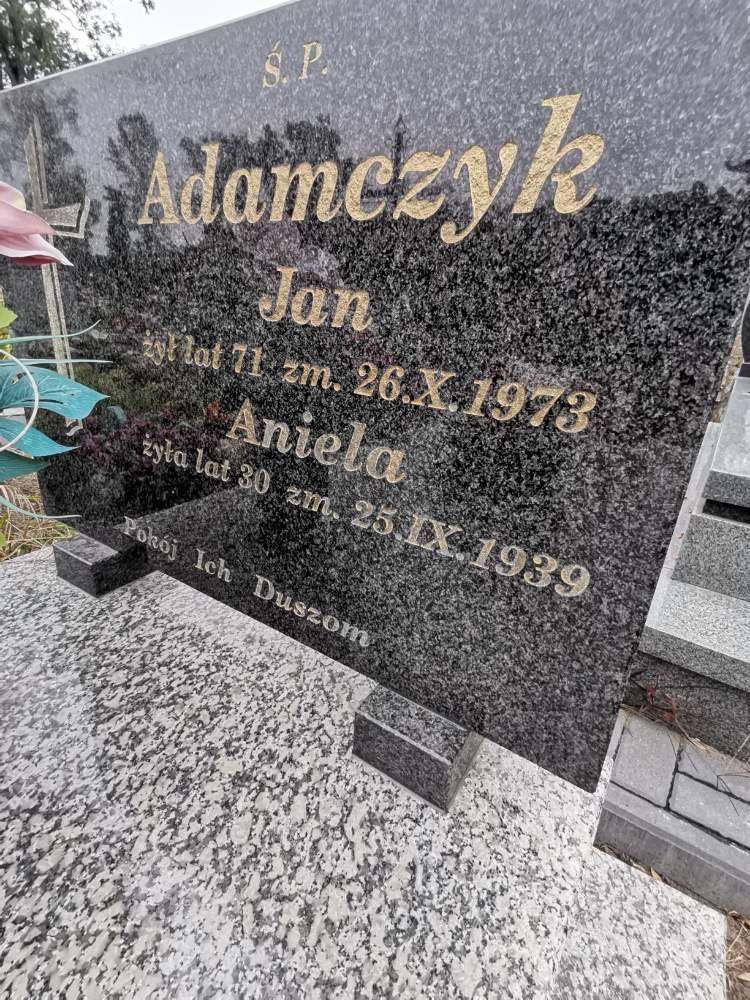 Ś. P.
Adamczyk
Jan
żył lat 71 zm. 26.X.1973
Aniela
żyła lat 30 zm. 25.IX.1939
Pokój Ich Duszom